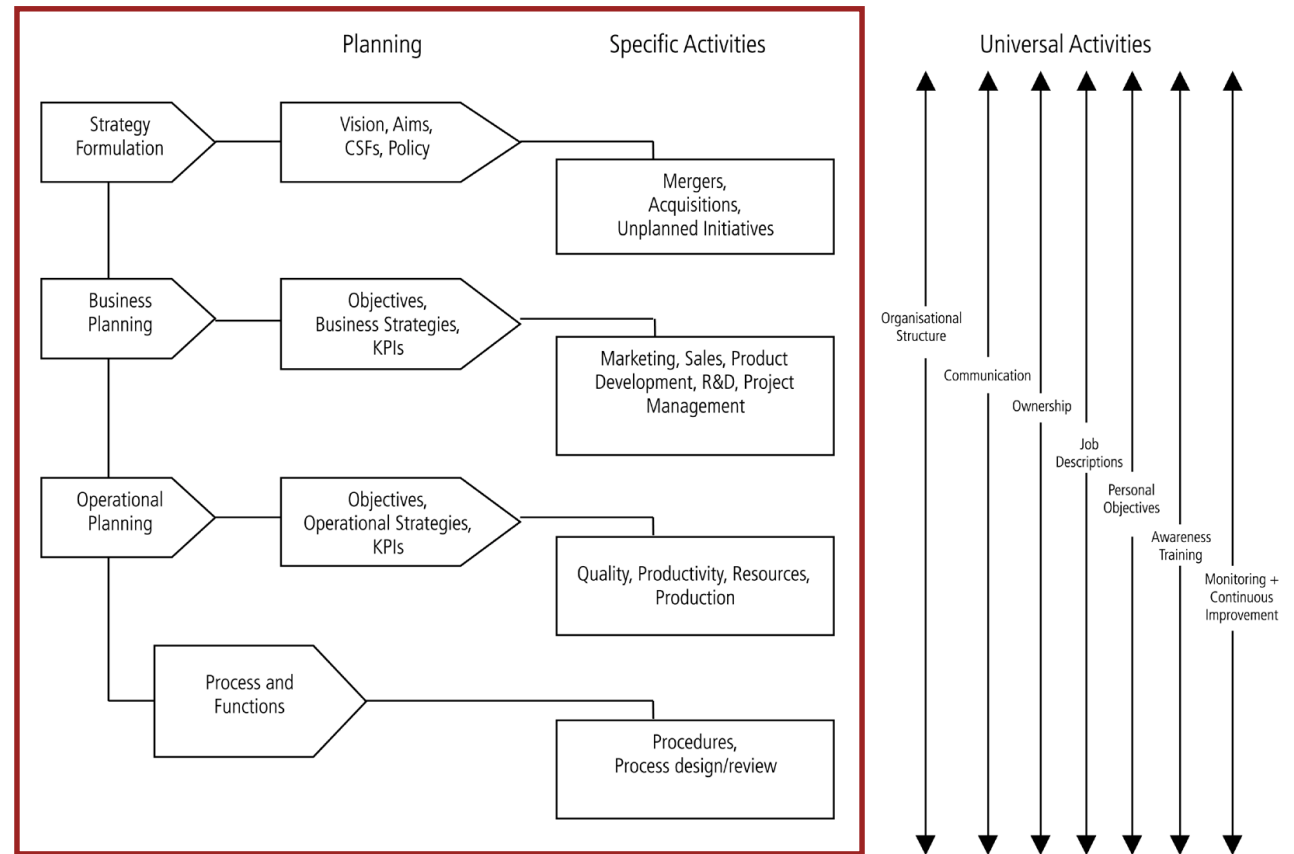 Planning
Specific Activities
Universal Activities
Strategy
Formulation
Vision, Aims,
CSFs, Policy
Mergers,
Acquisitions,
Unplanned Initiatives
Business
Planning
Objectives,
Business Strategies,
KPIs
Marketing, Sales, Product
Development, R&D, Project
Management
Operational
Planning
Objectives,
Operational Strategies,
KPIs
Quality, Productivity, Resources,
Production
Process and
Functions
Procedures,
Process design/review
Organisational
Structure
Communication
Ownership
Job
Descriptions
Personal
Objectives
Awareness
Training
Monitoring +
Continuous
Improvement